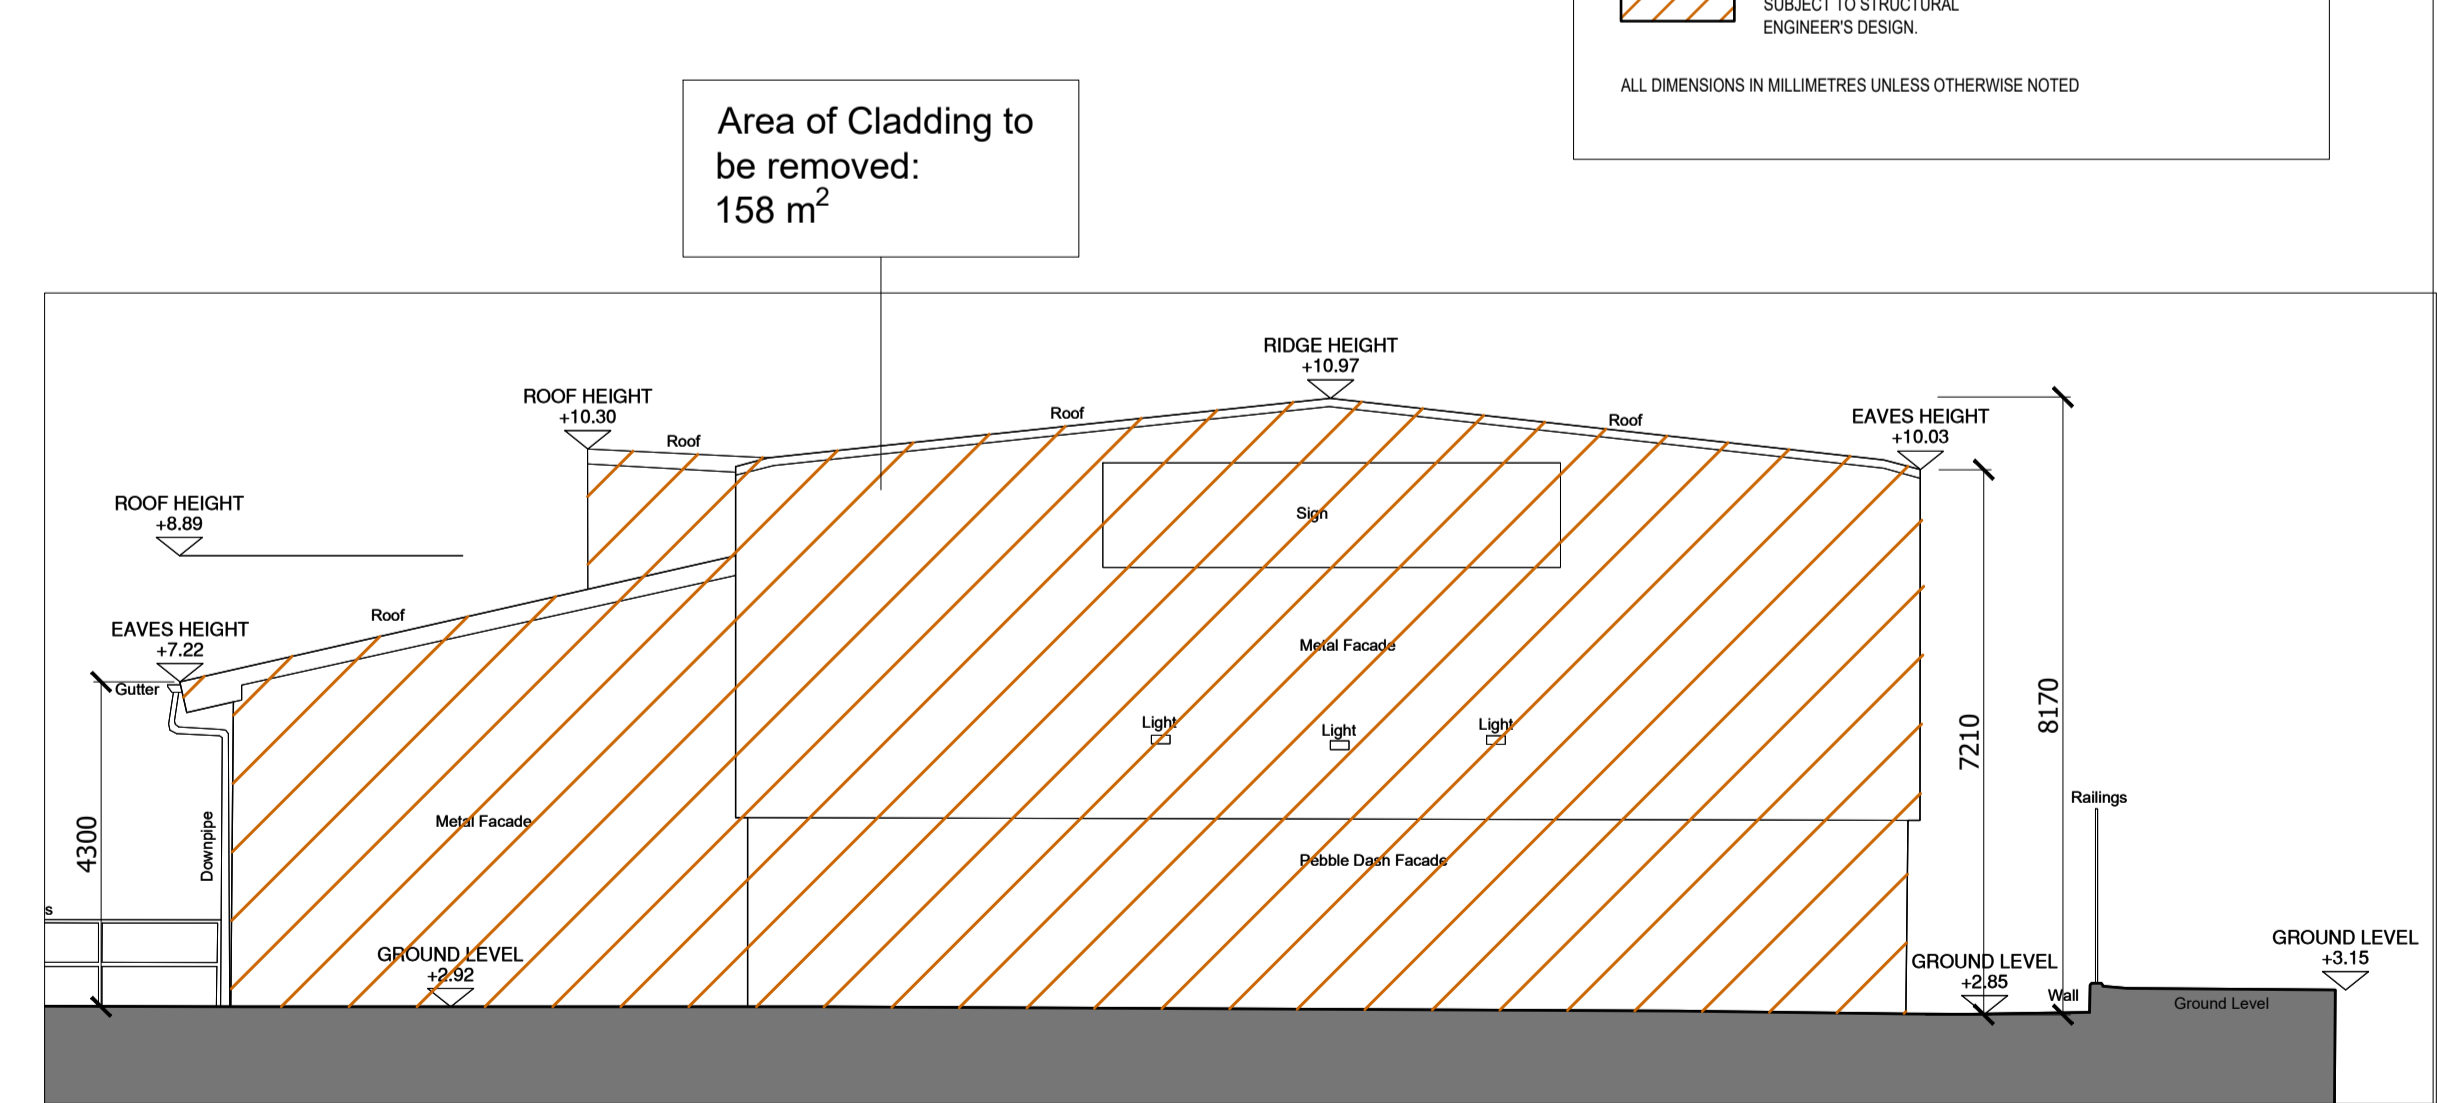 SUBJECT TO STRUCTURAL
ENGINEER'S DESIGN.
ALL DIMENSIONS IN MILLIMETRES UNLESS OTHERWISE NOTED
Area of Cladding to
be removed:
158 m²
RIDGE HEIGHT
+10.97
ROOF HEIGHT
+10.30
Roof
Roof
Roof
EAVES HEIGHT
+10.03
ROOF HEIGHT
+8.89
Sign
Roof
EAVES HEIGHT
+7.22
Gutter
Metal Facade
Light
Light
Light
7210
8170
Railings
4300
Downpipe
Metal Facade
Pebble Dash Facade
s
GROUND LEVEL
+2.92
GROUND LEVEL
+2.85
Wall
GROUND LEVEL
+3.15
Ground Level